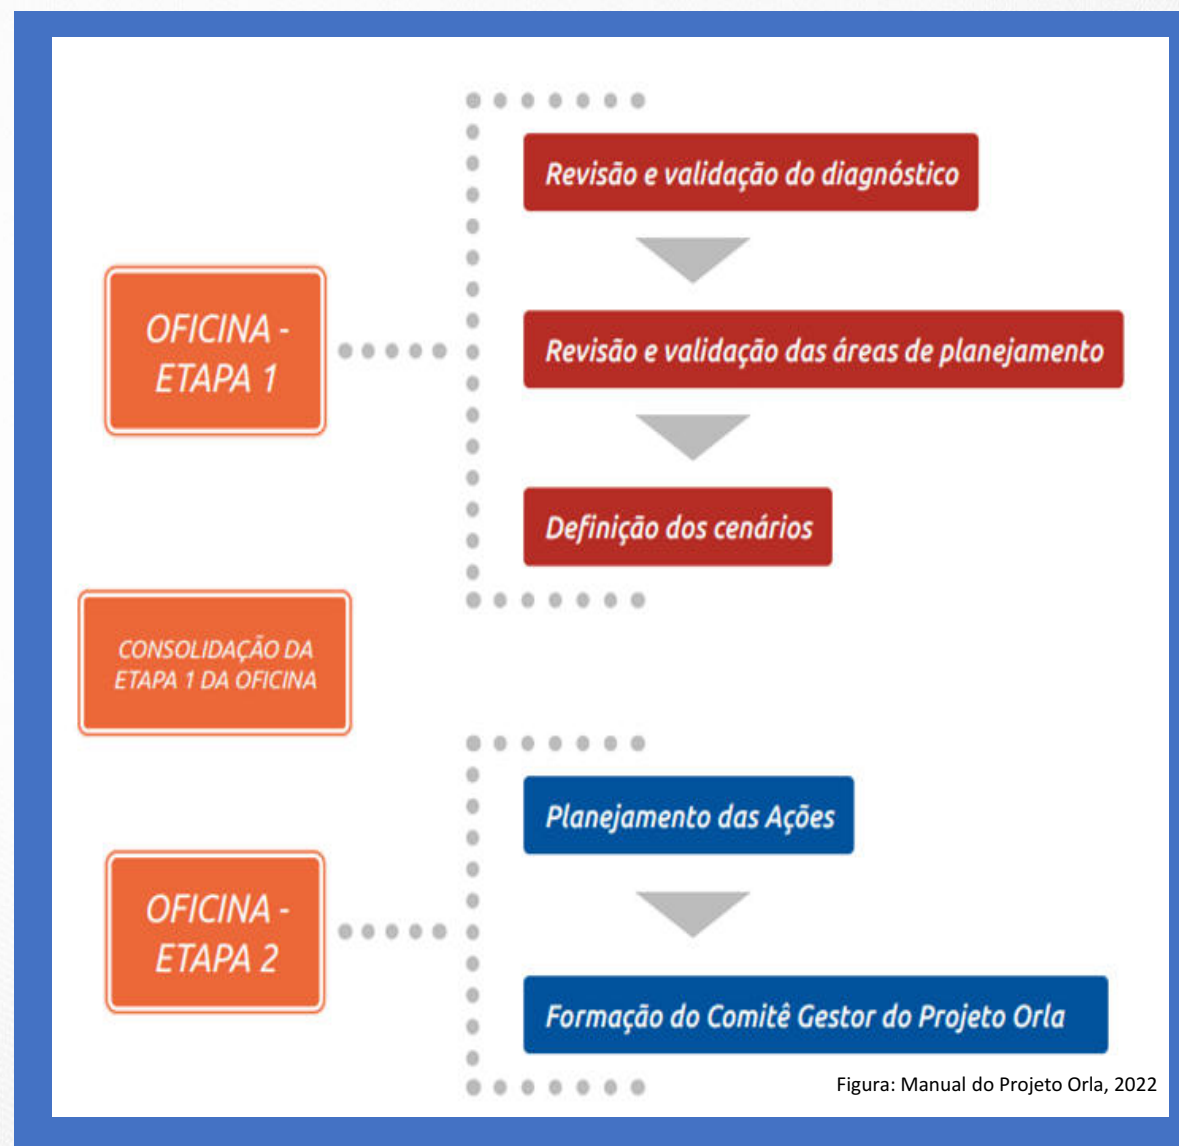 OFICINA -
ETAPA 1
Revisão e validação do diagnóstico
Revisão e validação das áreas de planejamento
Definição dos cenários
CONSOLIDAÇÃO DA
ETAPA 1 DA OFICINA
OFICINA -
ETAPA 2
Planejamento das Ações
Formação do Comitê Gestor do Projeto Orla
Figura: Manual do Projeto Orla, 2022